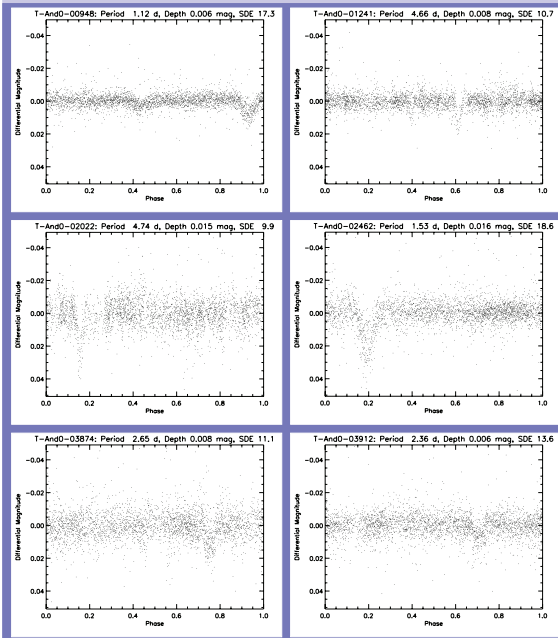 T-And0-00948: Period 1.12 d, Depth 0.006 mag, SDE 17.3
-0.04
-0.02
0.00
0.02
0.04
Differential Magnitude
0.0 0.2 0.4 0.6 0.8 1.0
Phase
T-And0-01241: Period 4.66 d, Depth 0.008 mag, SDE 10.7
-0.04
-0.02
0.00
0.02
0.04
Differential Magnitude
0.0 0.2 0.4 0.6 0.8 1.0
Phase
T-And0-02022: Period 4.74 d, Depth 0.015 mag, SDE 9.9
-0.04
-0.02
0.00
0.02
0.04
Differential Magnitude
0.0 0.2 0.4 0.6 0.8 1.0
Phase
T-And0-02462: Period 1.53 d, Depth 0.016 mag, SDE 18.6
-0.04
-0.02
0.00
0.02
0.04
Differential Magnitude
0.0 0.2 0.4 0.6 0.8 1.0
Phase
T-And0-03874: Period 2.65 d, Depth 0.008 mag, SDE 11.1
-0.04
-0.02
0.00
0.02
0.04
Differential Magnitude
0.0 0.2 0.4 0.6 0.8 1.0
Phase
T-And0-03912: Period 2.36 d, Depth 0.006 mag, SDE 13.6
-0.04
-0.02
0.00
0.02
0.04
Differential Magnitude
0.0 0.2 0.4 0.6 0.8 1.0
Phase